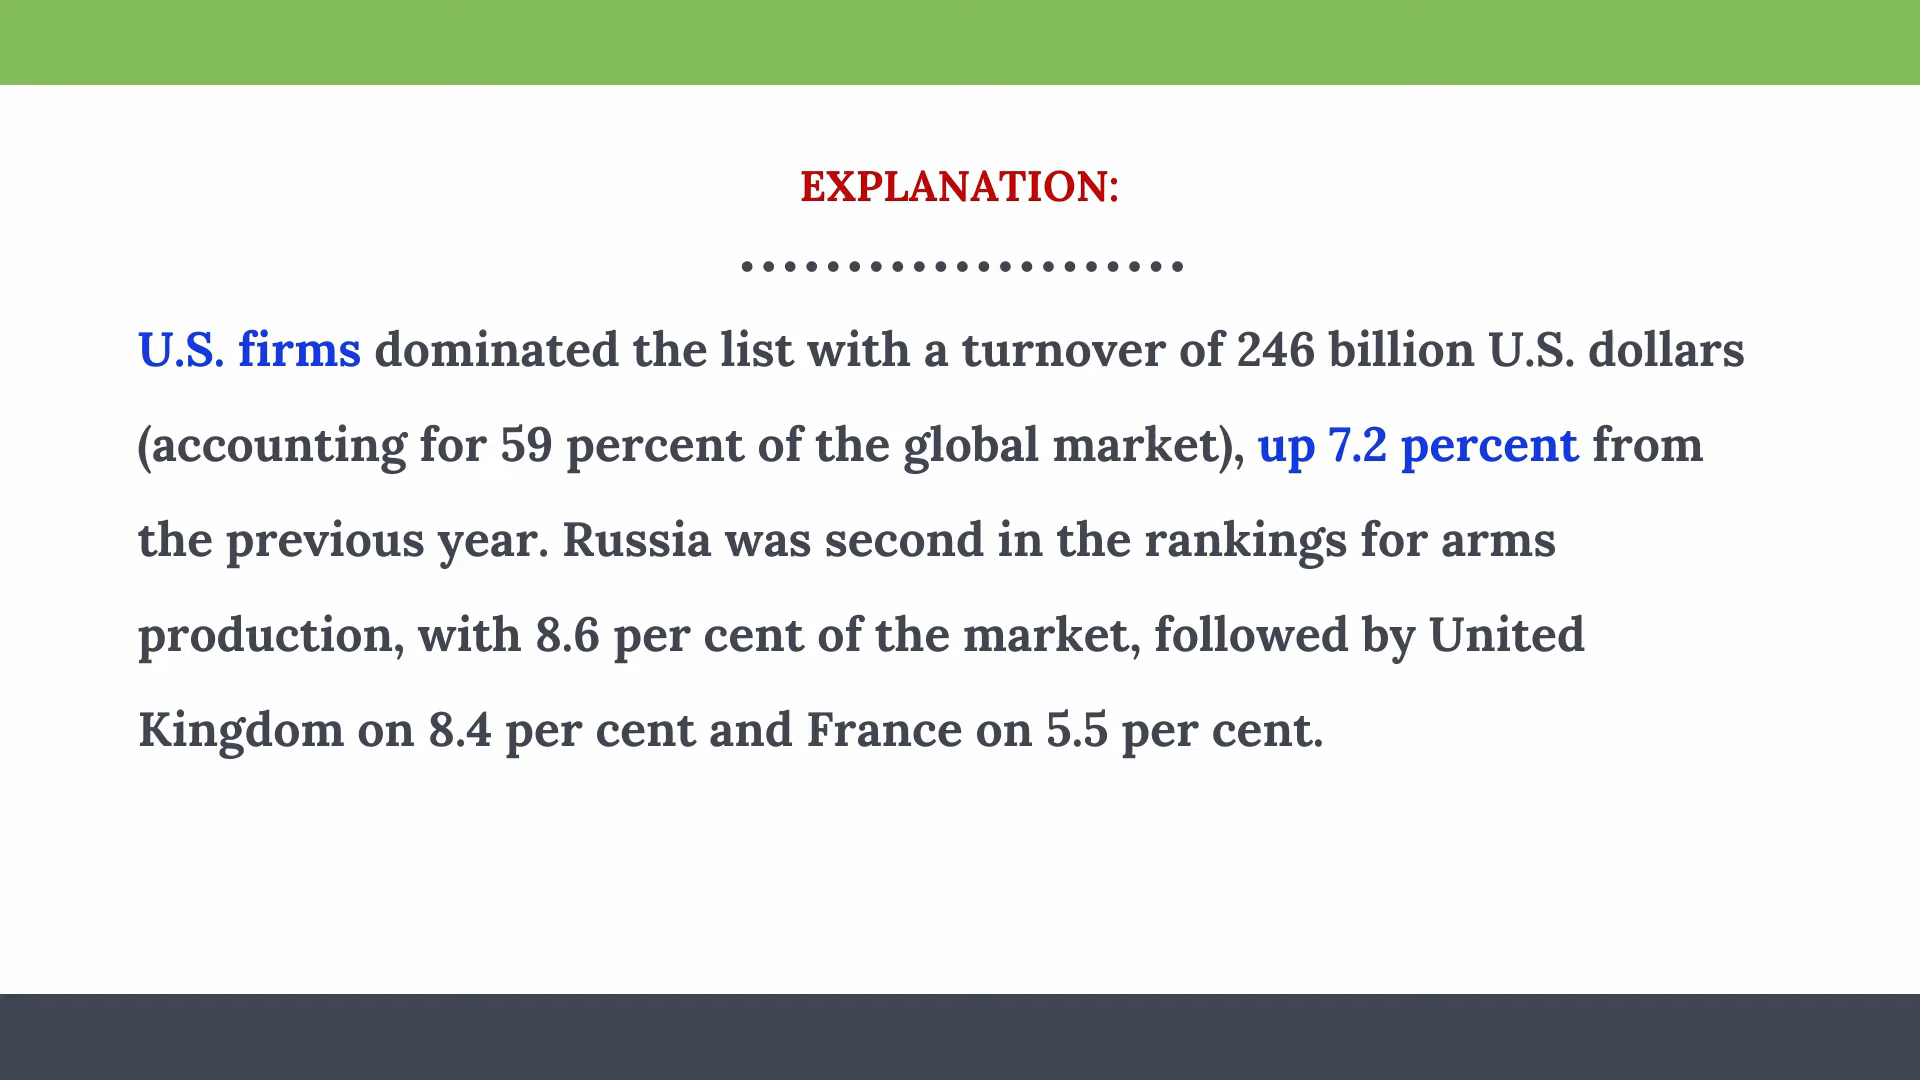 EXPLANATION:
U.S. firms dominated the list with a turnover of 246 billion U.S. dollars
(accounting for 59 percent of the global market), up 7.2 percent from
the previous year. Russia was second in the rankings for arms
production, with 8.6 per cent of the market, followed by United
Kingdom on 8.4 per cent and France on 5.5 per cent.